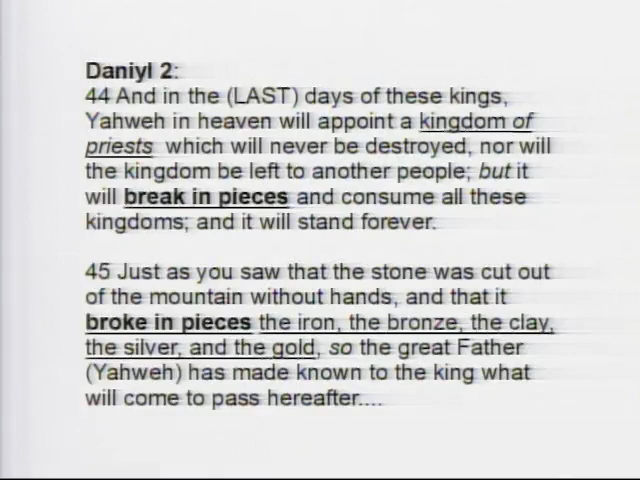 Daniyl 2:
44 And in the (LAST) days of these kings,
Yahweh in heaven will appoint a kingdom of
priests which will never be destroyed, nor will
the kingdom be left to another people; but it
will break in pieces and consume all these
kingdoms; and it will stand forever.
45 Just as you saw that the stone was cut out
of the mountain without hands, and that it
broke in pieces the iron, the bronze, the clay,
the silver, and the gold, so the great Father
(Yahweh) has made known to the king what
will come to pass hereafter....